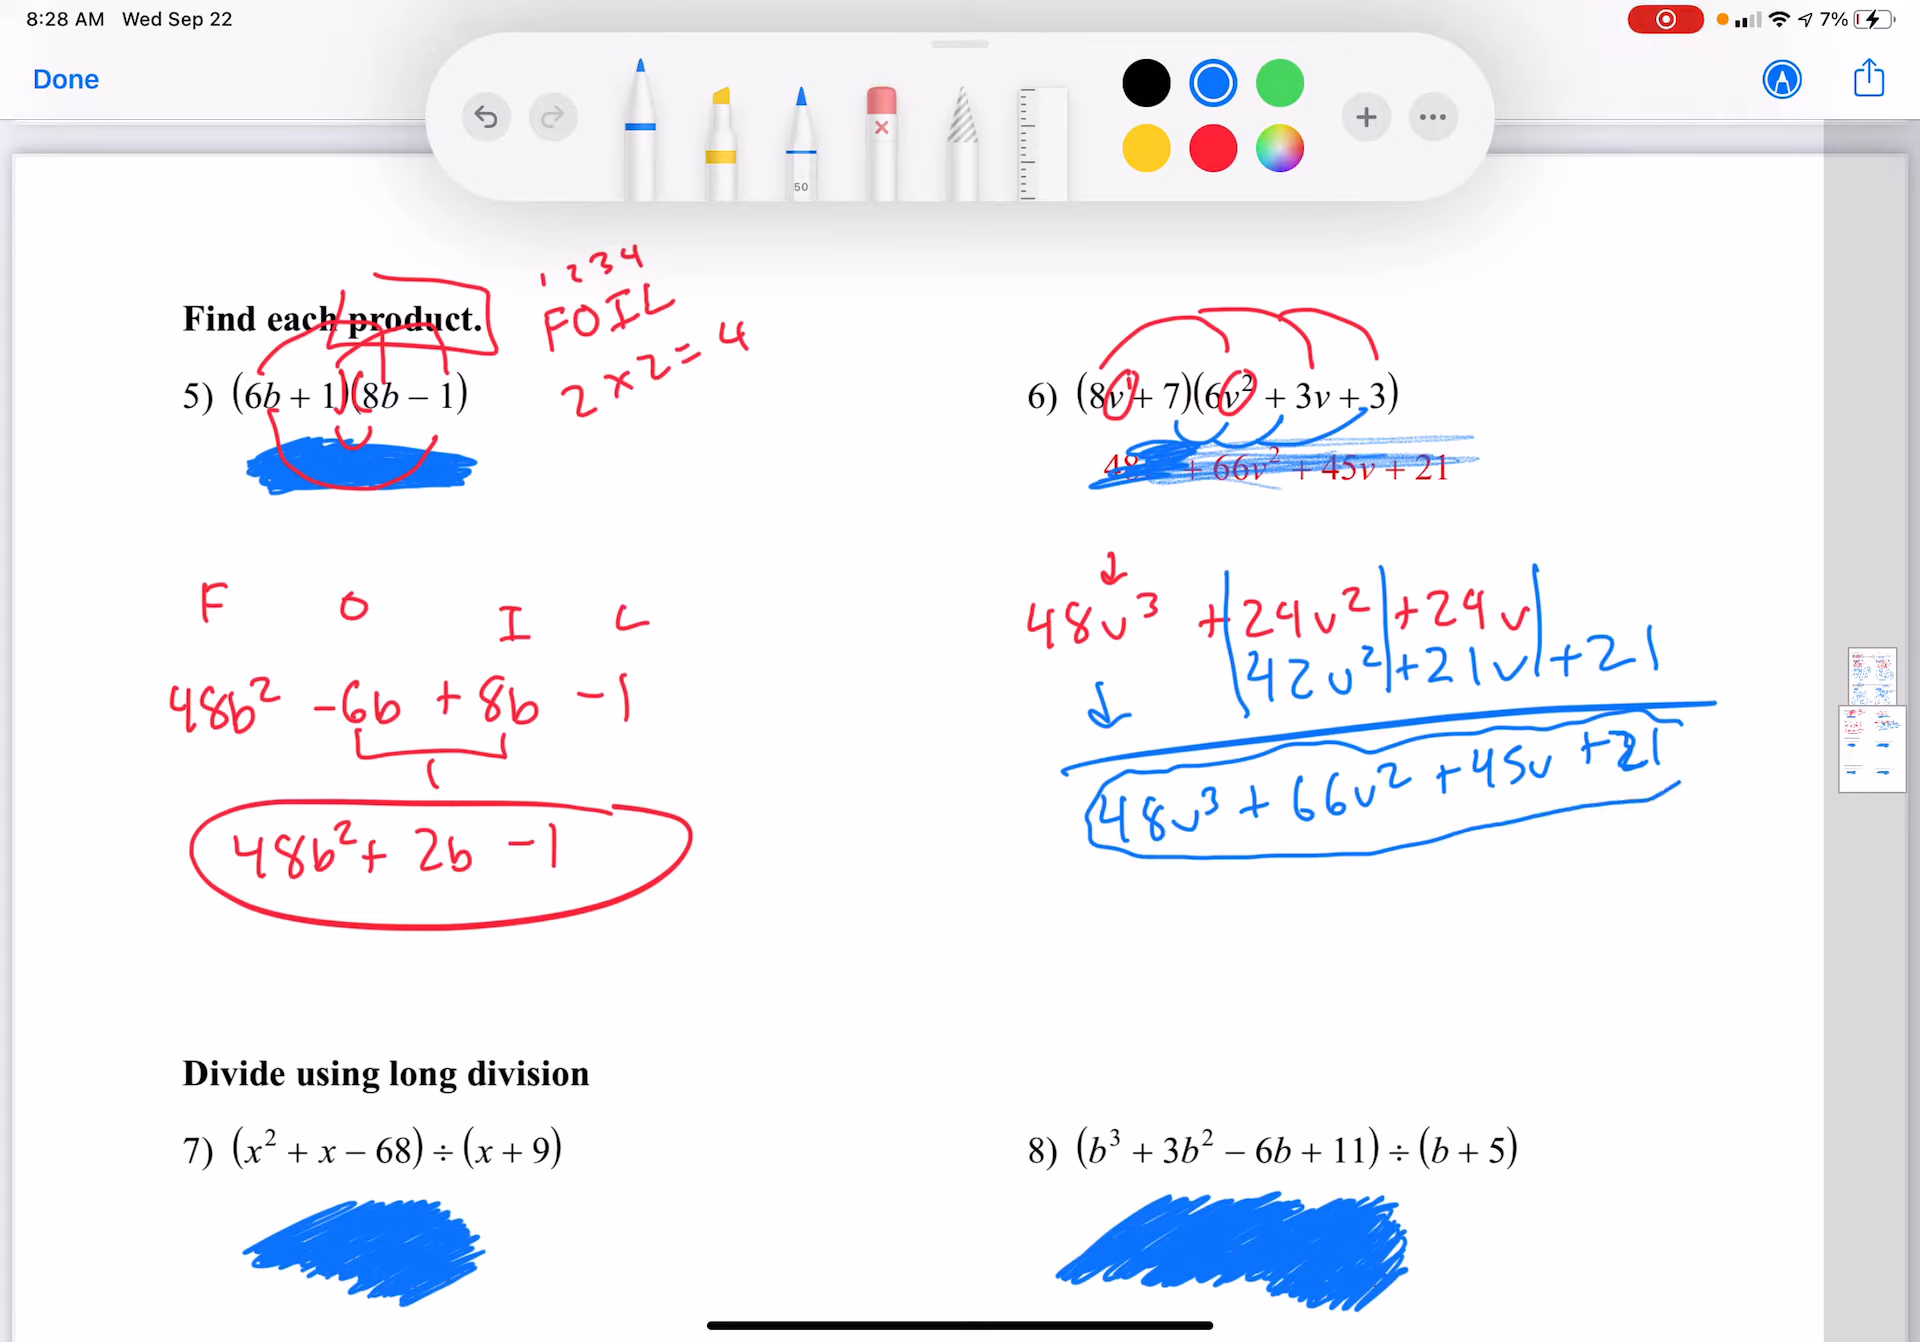 8:28 AM Wed Sep 22
7%
Done
50
Find each product.
1 2 3 4
FOIL
2 × 2 = 4
5) (6b + 1)(8b − 1)
6) (8v¹ + 7)(6v² + 3v + 3)
+ 66v² + 45v + 21
F O I L
48b² −6b + 8b −1
48b² + 2b −1
48v³ + 24v² + 24v
42v² + 21v + 21
48v³ + 66v² + 45v + 21
Divide using long division
7) (x² + x − 68) ÷ (x + 9)
8) (b³ + 3b² − 6b + 11) ÷ (b + 5)